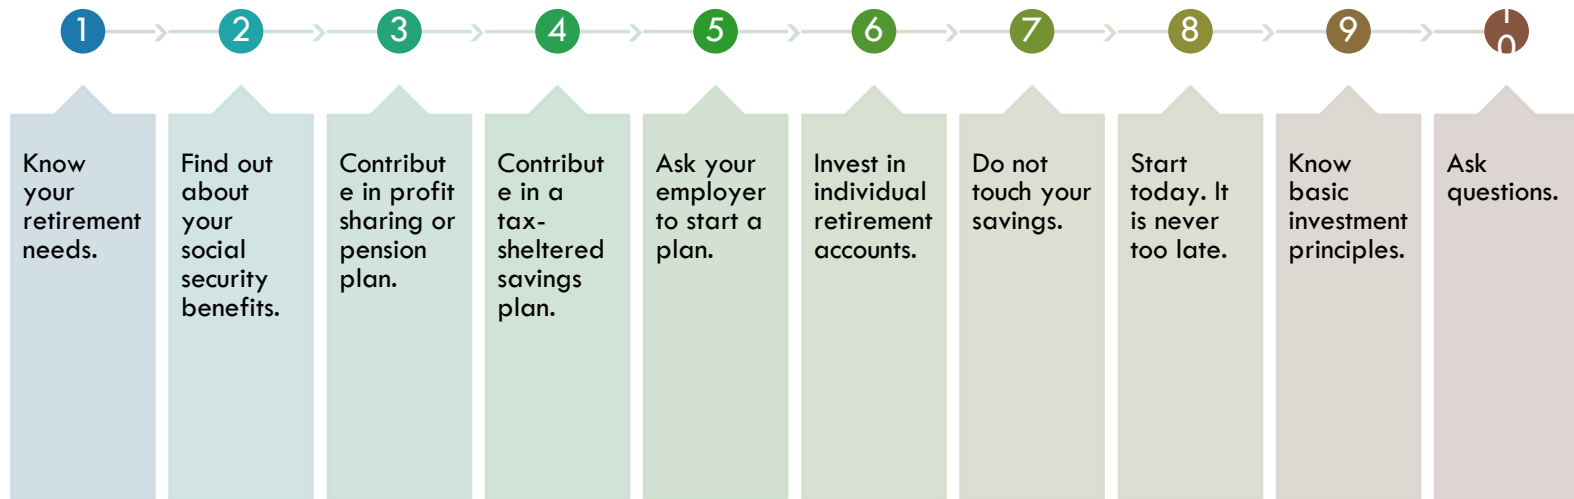 1
2
3
4
5
6
7
8
9
10
Know
your
retirement
needs.
Find out
about
your
social
security
benefits.
Contribut
e in profit
sharing or
pension
plan.
Contribut
e in a
tax-
sheltered
savings
plan.
Ask your
employer
to start a
plan.
Invest in
individual
retirement
accounts.
Do not
touch your
savings.
Start
today. It
is never
too late.
Know
basic
investment
principles.
Ask
questions.